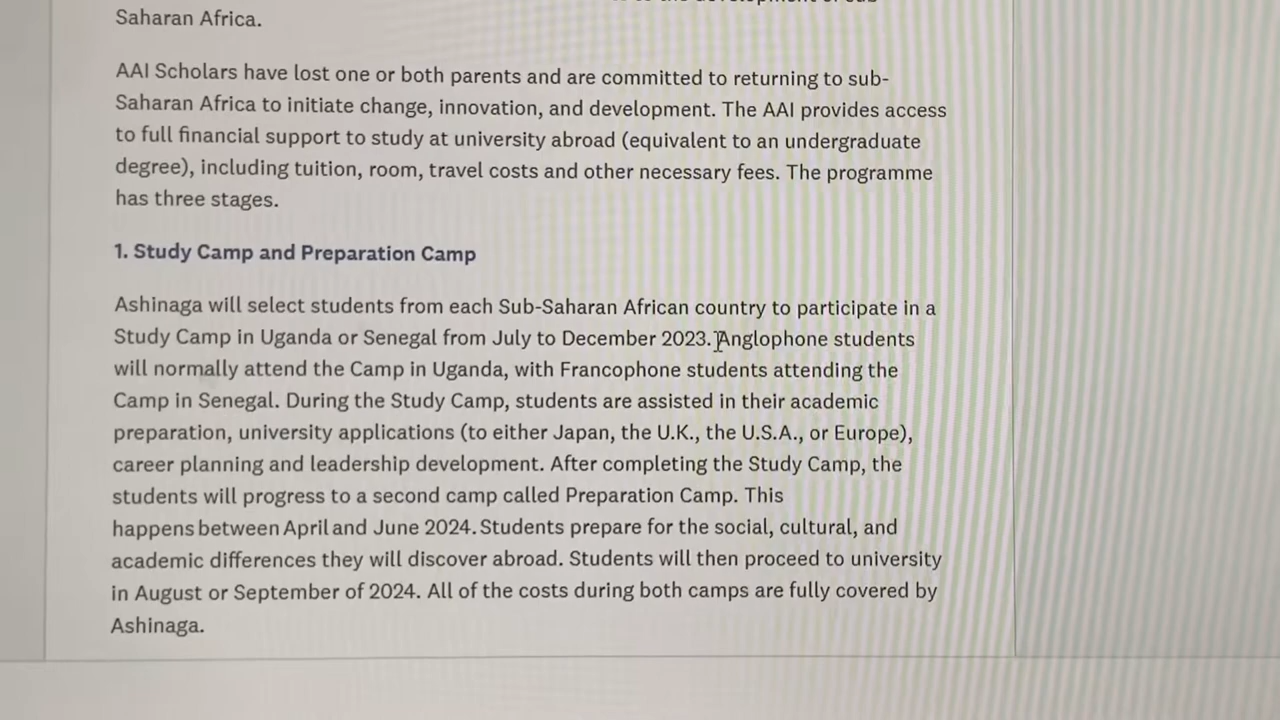 Saharan Africa.
AAI Scholars have lost one or both parents and are committed to returning to sub-
Saharan Africa to initiate change, innovation, and development. The AAI provides access
to full financial support to study at university abroad (equivalent to an undergraduate
degree), including tuition, room, travel costs and other necessary fees. The programme
has three stages.
1. Study Camp and Preparation Camp
Ashinaga will select students from each Sub-Saharan African country to participate in a
Study Camp in Uganda or Senegal from July to December 2023. Anglophone students
will normally attend the Camp in Uganda, with Francophone students attending the
Camp in Senegal. During the Study Camp, students are assisted in their academic
preparation, university applications (to either Japan, the U.K., the U.S.A., or Europe),
career planning and leadership development. After completing the Study Camp, the
students will progress to a second camp called Preparation Camp. This
happens between April and June 2024. Students prepare for the social, cultural, and
academic differences they will discover abroad. Students will then proceed to university
in August or September of 2024. All of the costs during both camps are fully covered by
Ashinaga.